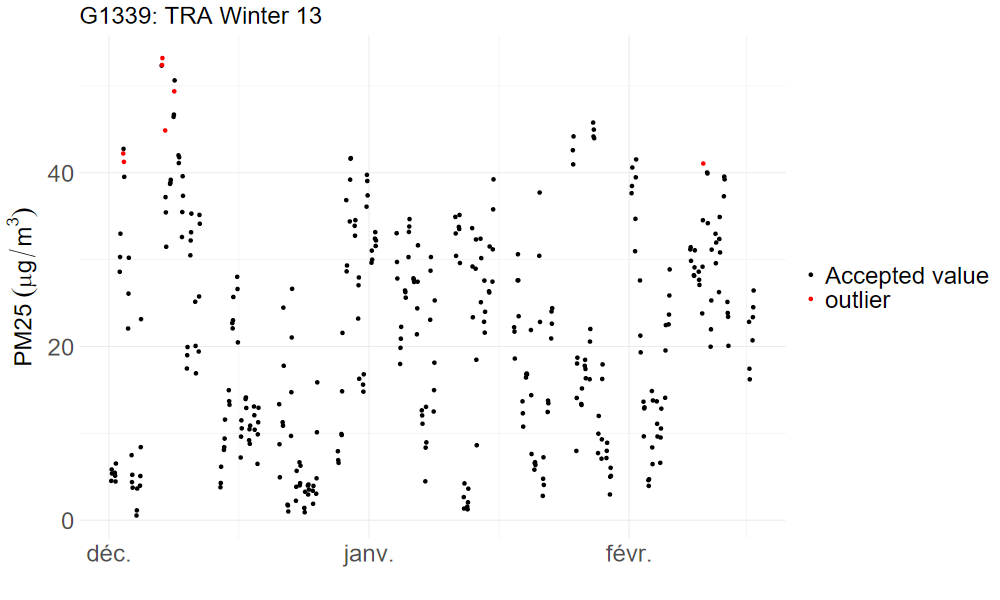 G1339: TRA Winter 13
PM25 (μg/m³)
40
20
0
déc.
janv.
févr.
Accepted value
outlier